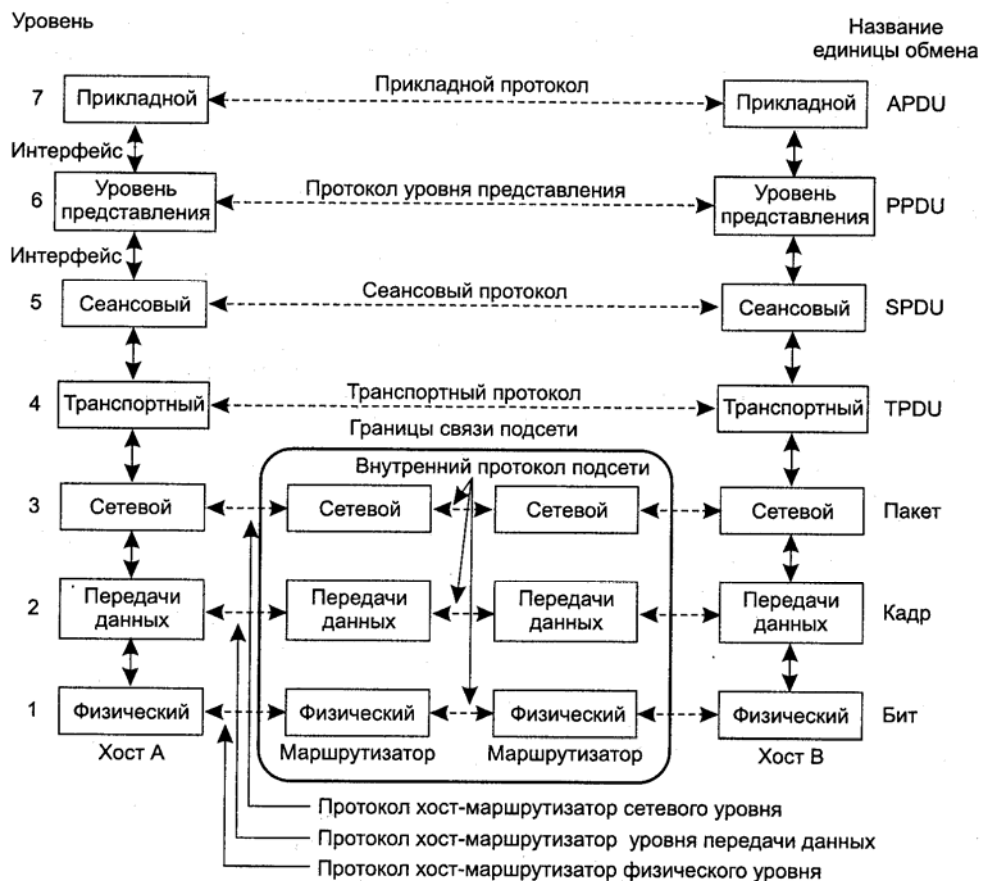 Уровень
Название
единицы обмена
7
Прикладной
Прикладной протокол
Прикладной
APDU
Интерфейс
6
Уровень
представления
Протокол уровня представления
Уровень
представления
PPDU
Интерфейс
5
Сеансовый
Сеансовый протокол
Сеансовый
SPDU
4
Транспортный
Транспортный протокол
Транспортный
TPDU
Границы связи подсети
Внутренний протокол подсети
3
Сетевой
Сетевой
Сетевой
Сетевой
Пакет
2
Передачи
данных
Передачи
данных
Передачи
данных
Передачи
данных
Кадр
1
Физический
Физический
Физический
Физический
Бит
Хост А
Маршрутизатор
Маршрутизатор
Хост В
Протокол хост-маршрутизатор сетевого уровня
Протокол хост-маршрутизатор уровня передачи данных
Протокол хост-маршрутизатор физического уровня